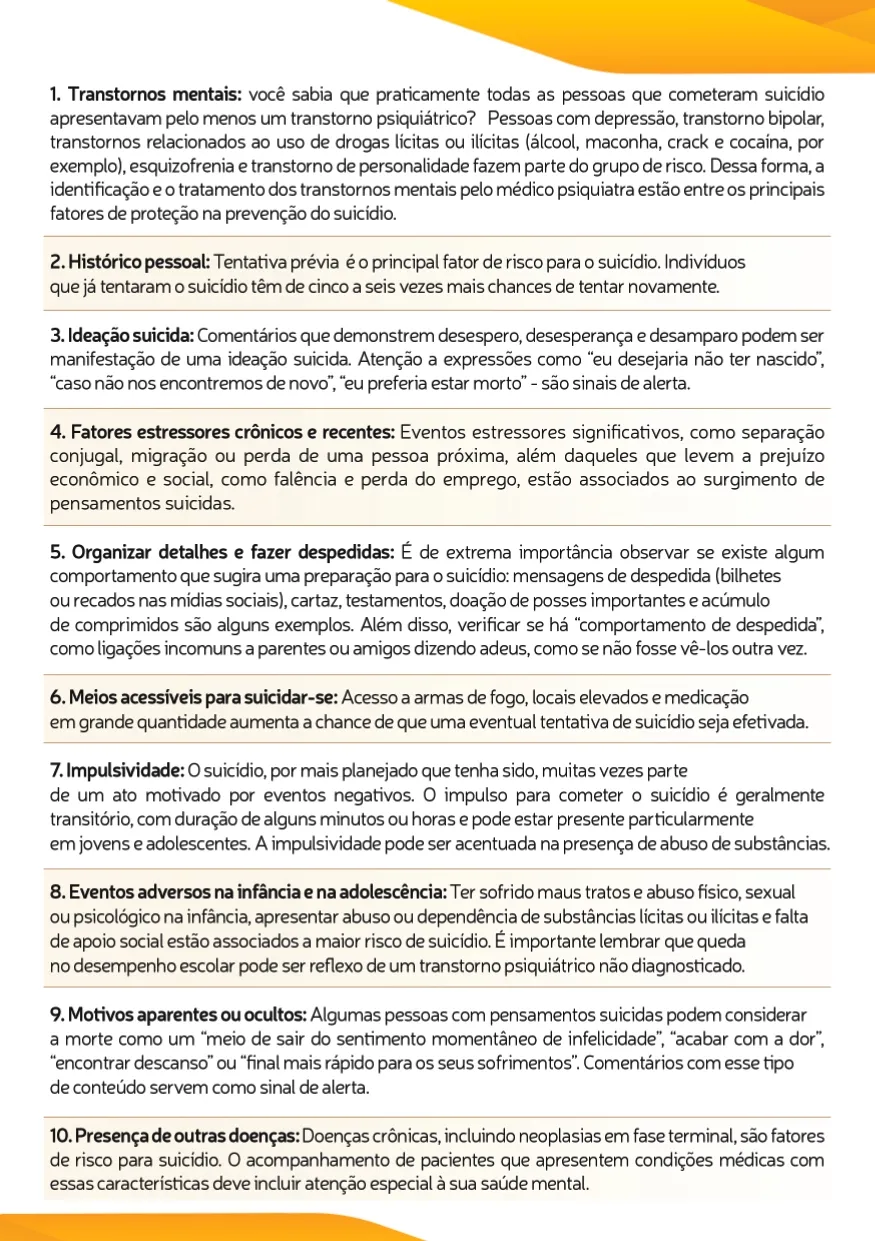 1. Transtornos mentais: você sabia que praticamente todas as pessoas que cometeram suicídio
apresentavam pelo menos um transtorno psiquiátrico? Pessoas com depressão, transtorno bipolar,
transtornos relacionados ao uso de drogas lícitas ou ilícitas (álcool, maconha, crack e cocaína, por
exemplo), esquizofrenia e transtorno de personalidade fazem parte do grupo de risco. Dessa forma, a
identificação e o tratamento dos transtornos mentais pelo médico psiquiatra estão entre os principais
fatores de proteção na prevenção do suicídio.
2. Histórico pessoal: Tentativa prévia é o principal fator de risco para o suicídio. Indivíduos
que já tentaram o suicídio têm de cinco a seis vezes mais chances de tentar novamente.
3. Ideação suicida: Comentários que demonstrem desespero, desesperança e desamparo podem ser
manifestação de uma ideação suicida. Atenção a expressões como “eu desejaria não ter nascido”,
“caso não nos encontremos de novo”, “eu preferia estar morto” - são sinais de alerta.
4. Fatores estressores crônicos e recentes: Eventos estressores significativos, como separação
conjugal, migração ou perda de uma pessoa próxima, além daqueles que levem a prejuízo
econômico e social, como falência e perda do emprego, estão associados ao surgimento de
pensamentos suicidas.
5. Organizar detalhes e fazer despedidas: É de extrema importância observar se existe algum
comportamento que sugira uma preparação para o suicídio: mensagens de despedida (bilhetes
ou recados nas mídias sociais), cartaz, testamentos, doação de posses importantes e acúmulo
de comprimidos são alguns exemplos. Além disso, verificar se há “comportamento de despedida”,
como ligações incomuns a parentes ou amigos dizendo adeus, como se não fosse vê-los outra vez.
6. Meios acessíveis para suicidar-se: Acesso a armas de fogo, locais elevados e medicação
em grande quantidade aumenta a chance de que uma eventual tentativa de suicídio seja efetivada.
7. Impulsividade: O suicídio, por mais planejado que tenha sido, muitas vezes parte
de um ato motivado por eventos negativos. O impulso para cometer o suicídio é geralmente
transitório, com duração de alguns minutos ou horas e pode estar presente particularmente
em jovens e adolescentes. A impulsividade pode ser acentuada na presença de abuso de substâncias.
8. Eventos adversos na infância e na adolescência: Ter sofrido maus tratos e abuso físico, sexual
ou psicológico na infância, apresentar abuso ou dependência de substâncias lícitas ou ilícitas e falta
de apoio social estão associados a maior risco de suicídio. É importante lembrar que queda
no desempenho escolar pode ser reflexo de um transtorno psiquiátrico não diagnosticado.
9. Motivos aparentes ou ocultos: Algumas pessoas com pensamentos suicidas podem considerar
a morte como um “meio de sair do sentimento momentâneo de infelicidade”, “acabar com a dor”,
“encontrar descanso” ou “final mais rápido para os seus sofrimentos”. Comentários com esse tipo
de conteúdo servem como sinal de alerta.
10. Presença de outras doenças: Doenças crônicas, incluindo neoplasias em fase terminal, são fatores
de risco para suicídio. O acompanhamento de pacientes que apresentem condições médicas com
essas características deve incluir atenção especial à sua saúde mental.